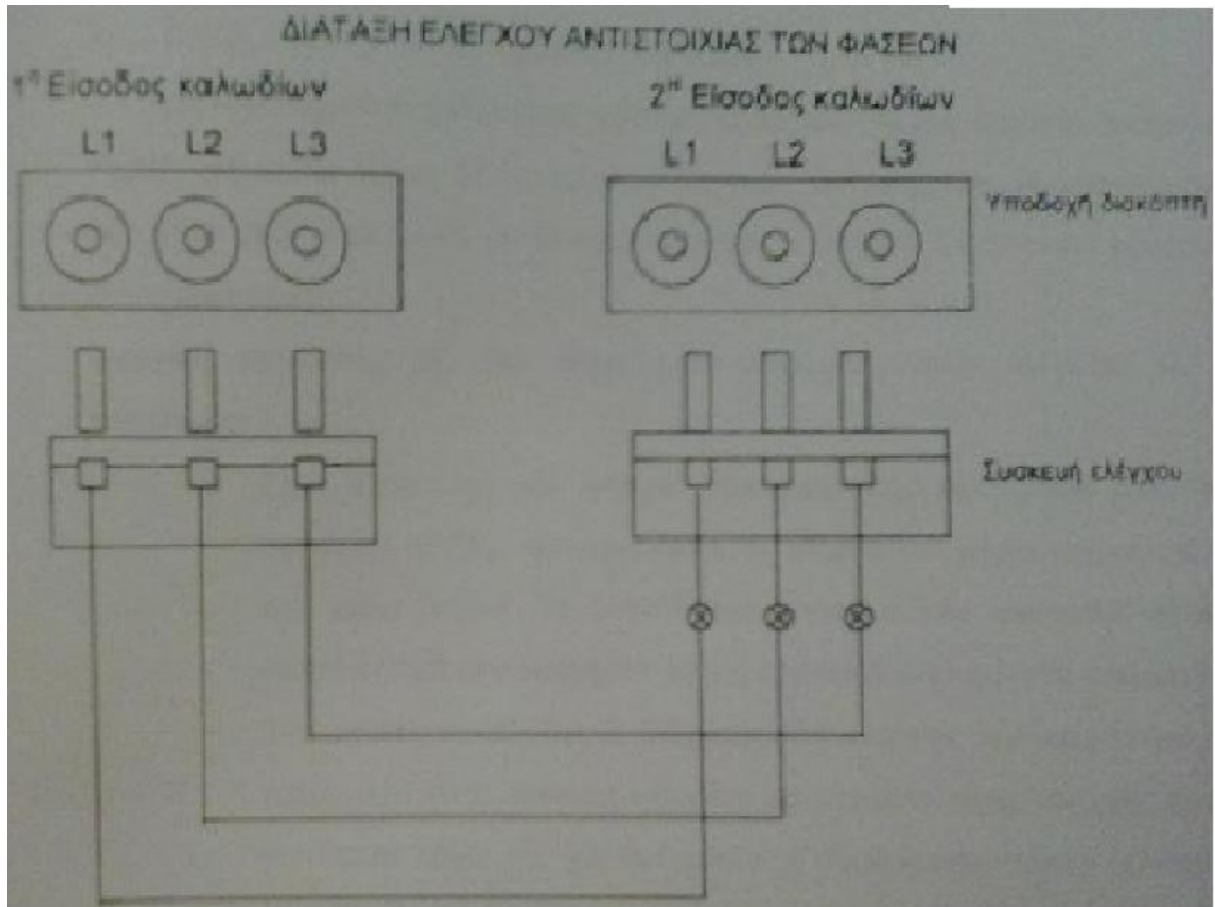 ΔΙΑΤΑΞΗ ΕΛΕΓΧΟΥ ΑΝΤΙΣΤΟΙΧΙΑΣ ΤΩΝ ΦΑΣΕΩΝ
1η Είσοδος καλωδίων
2η Είσοδος καλωδίων
L1 L2 L3
L1 L2 L3
Υποδοχή διακόπτη
Συσκευή ελέγχου